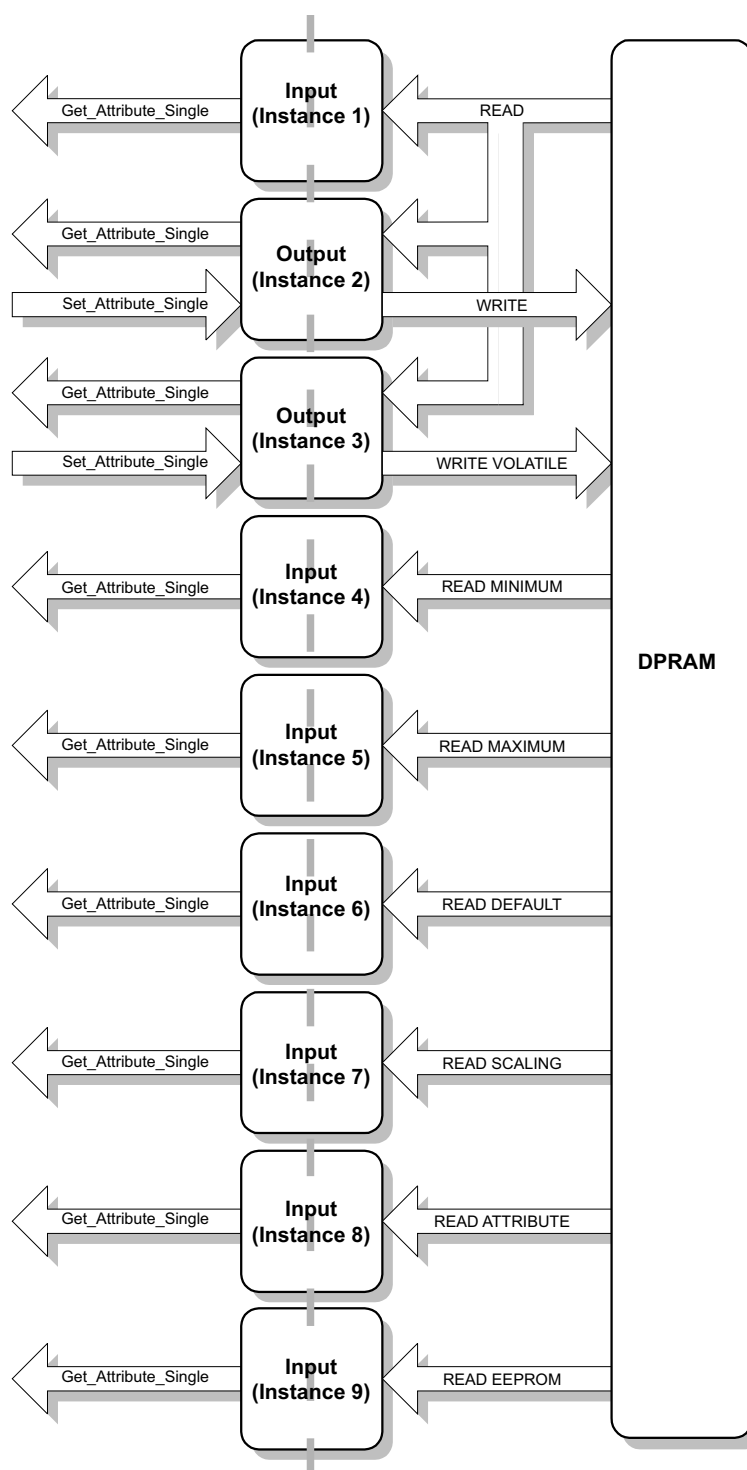 Input
(Instance 1)
Get_Attribute_Single
READ
Get_Attribute_Single
Output
(Instance 2)
Set_Attribute_Single
WRITE
Get_Attribute_Single
Output
(Instance 3)
Set_Attribute_Single
WRITE VOLATILE
Input
(Instance 4)
Get_Attribute_Single
READ MINIMUM
DPRAM
Input
(Instance 5)
Get_Attribute_Single
READ MAXIMUM
Input
(Instance 6)
Get_Attribute_Single
READ DEFAULT
Input
(Instance 7)
Get_Attribute_Single
READ SCALING
Input
(Instance 8)
Get_Attribute_Single
READ ATTRIBUTE
Input
(Instance 9)
Get_Attribute_Single
READ EEPROM